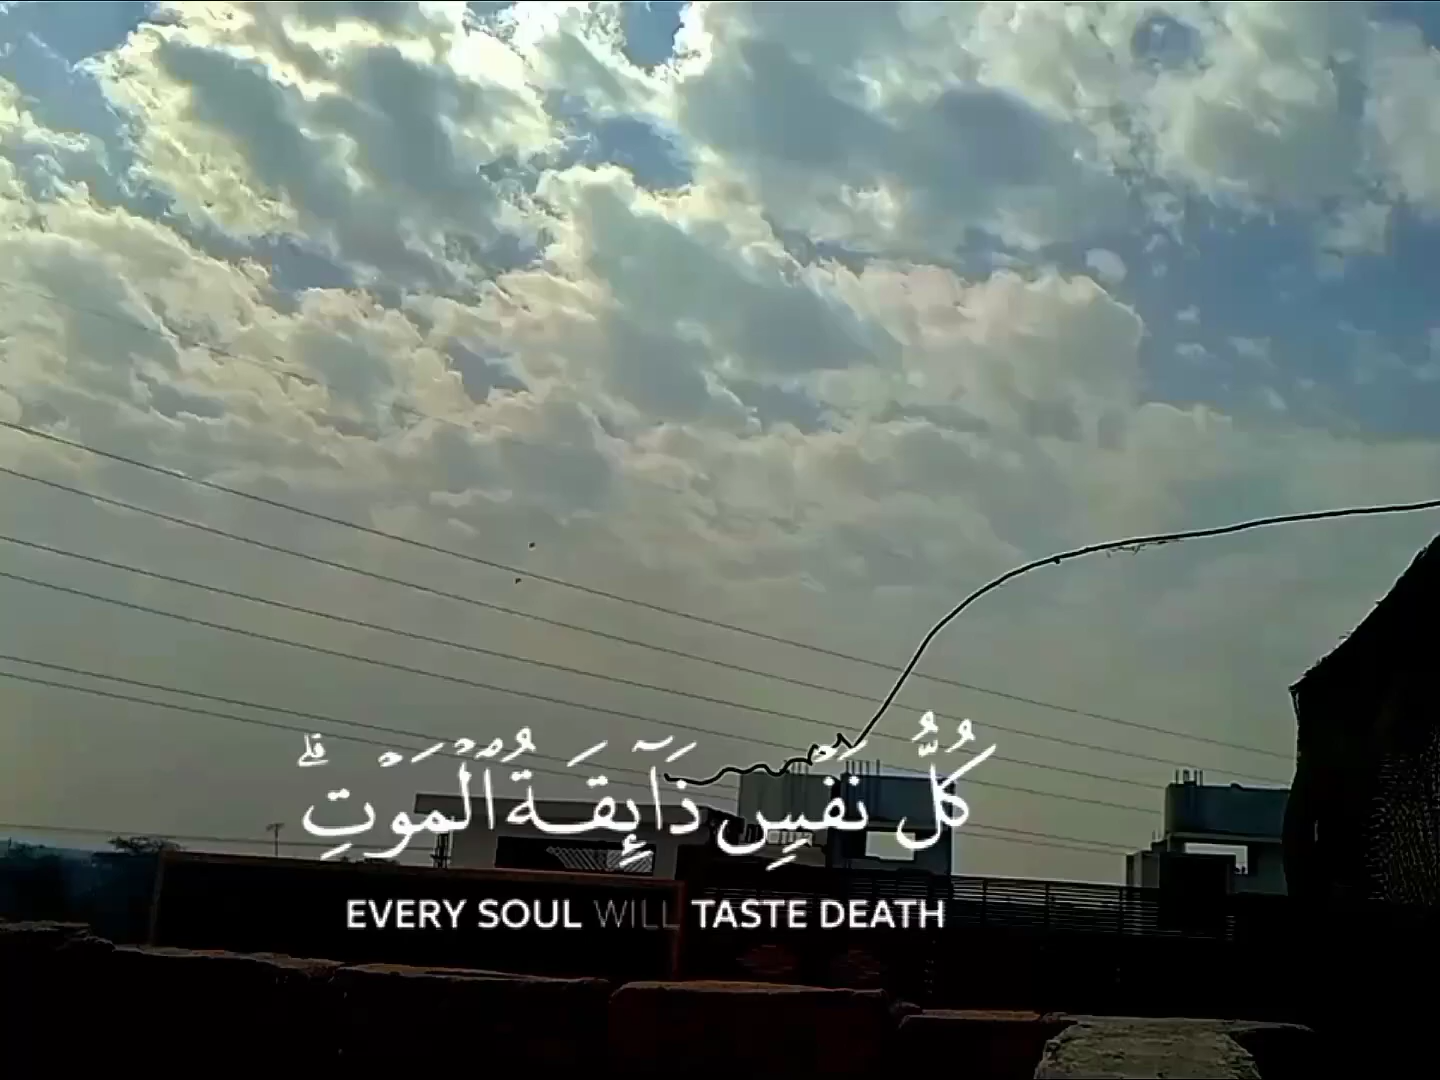 كُلُّ نَفْسٍ ذَآئِقَةُ ٱلْمَوْتِ ۗ
EVERY SOUL WILL TASTE DEATH